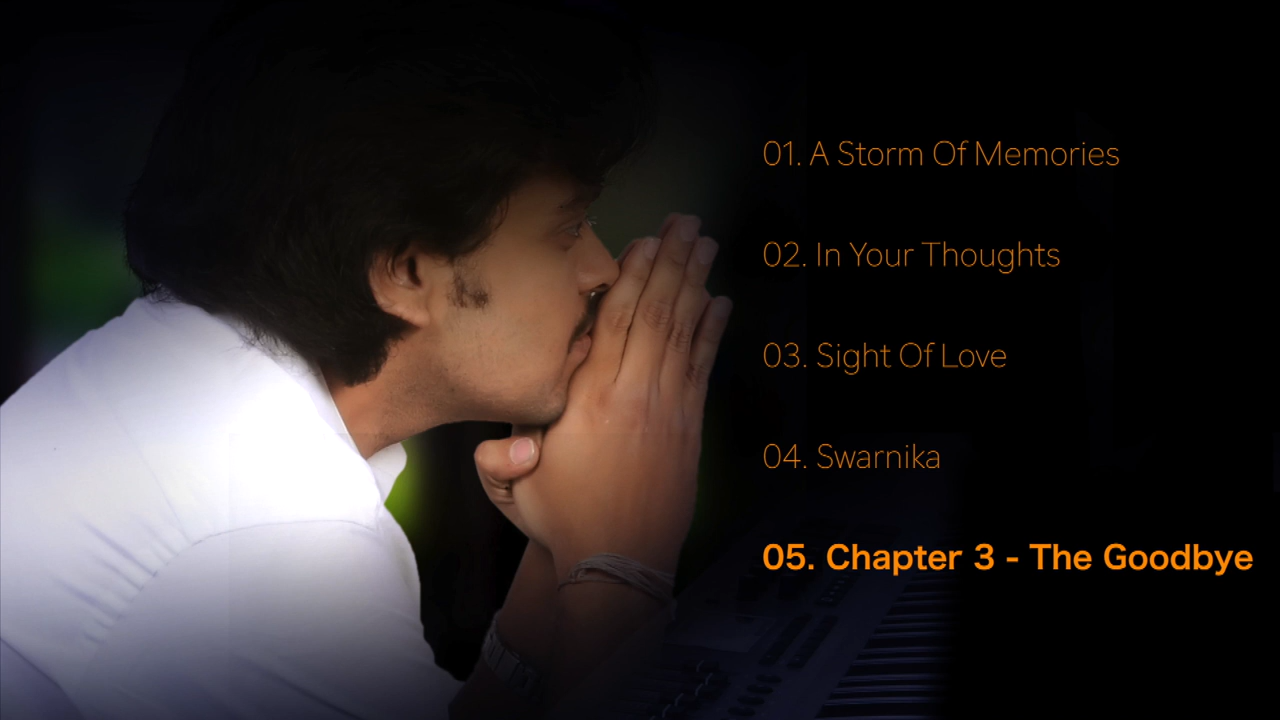 01. A Storm Of Memories
02. In Your Thoughts
03. Sight Of Love
04. Swarnika
05. Chapter 3 - The Goodbye